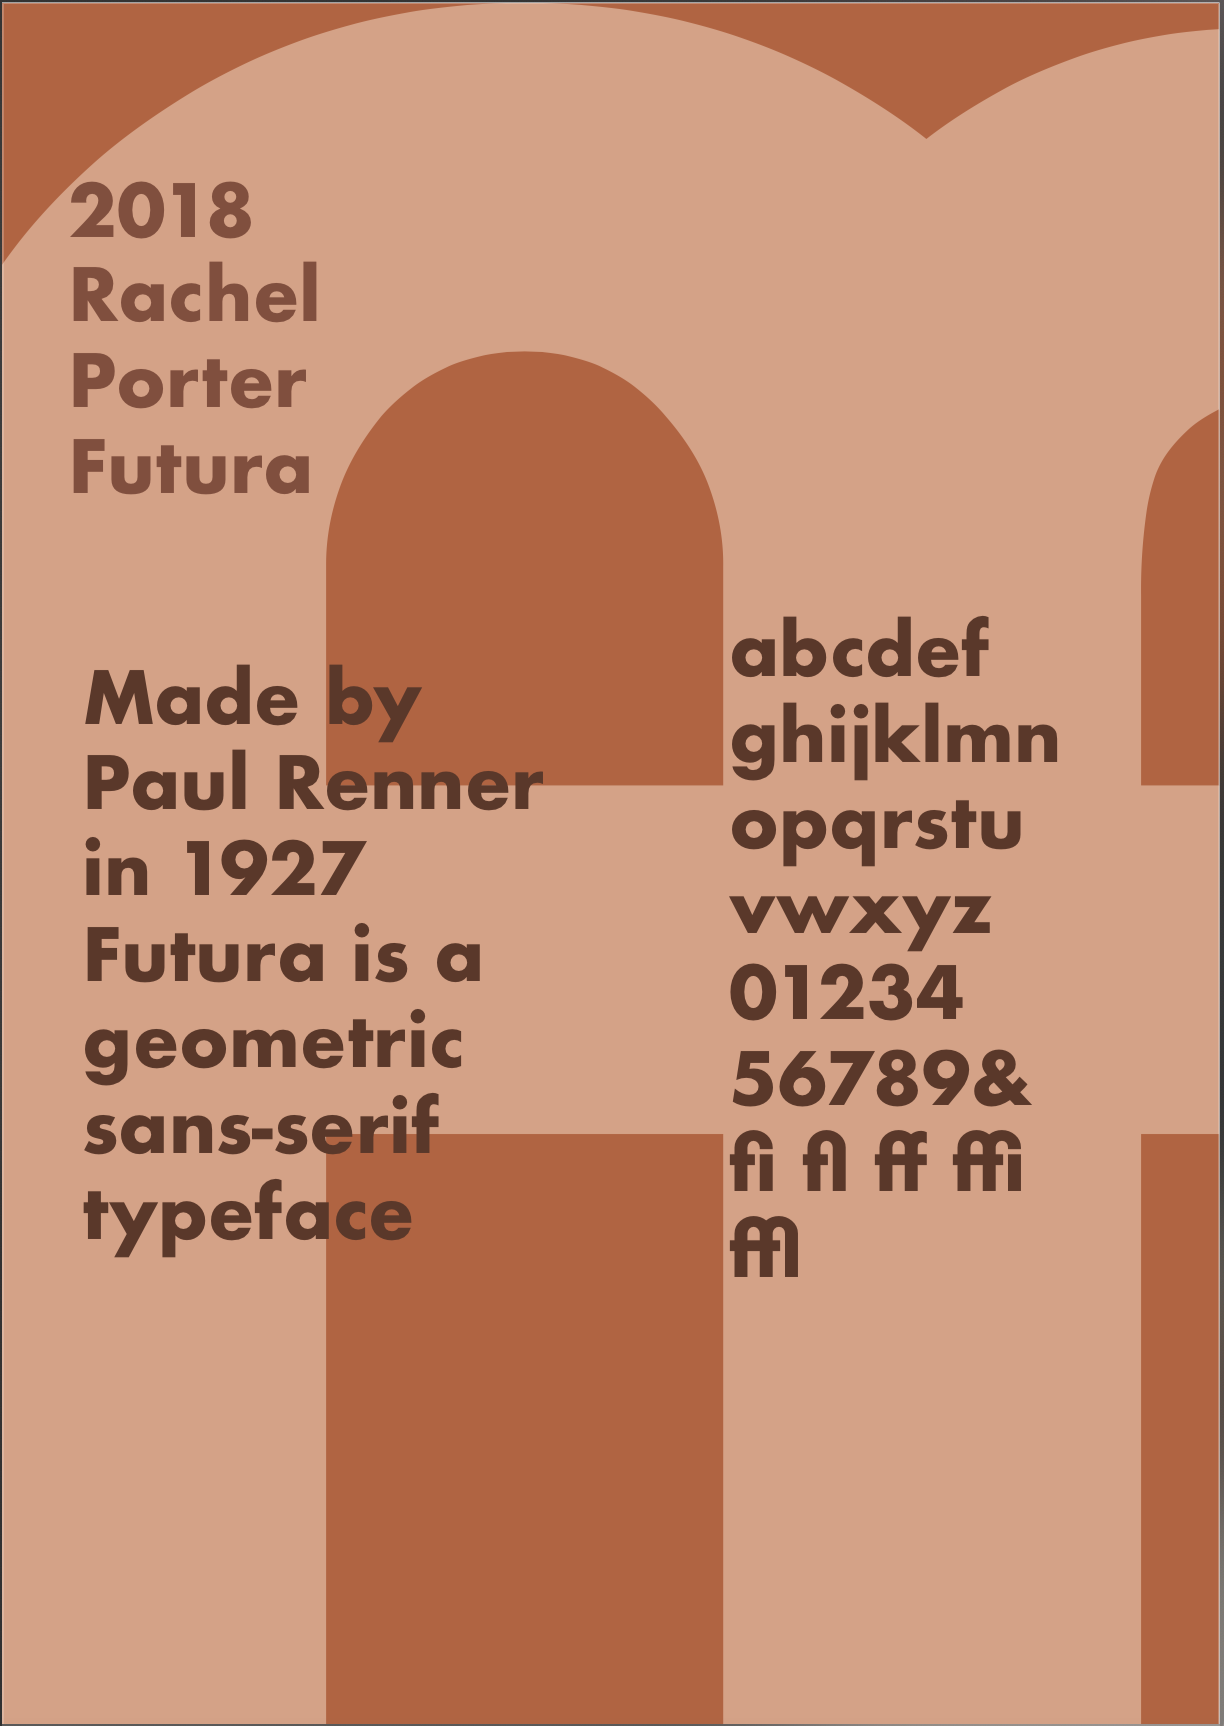 2018
Rachel
Porter
Futura
Made by
Paul Renner
in 1927
Futura is a
geometric
sans-serif
typeface
abcdef
ghijklmn
opqrstu
vwxyz
01234
56789&
fi fl ff ffi
ffl